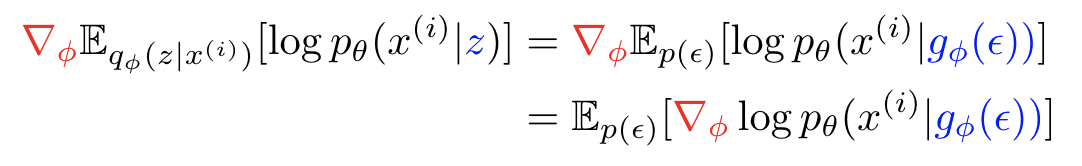 ∇_ϕ 𝔼_{q_ϕ(z|x^{(i)})}[log p_θ(x^{(i)}|z)] = ∇_ϕ 𝔼_{p(ϵ)}[log p_θ(x^{(i)}|g_ϕ(ϵ))]
= 𝔼_{p(ϵ)}[∇_ϕ log p_θ(x^{(i)}|g_ϕ(ϵ))]